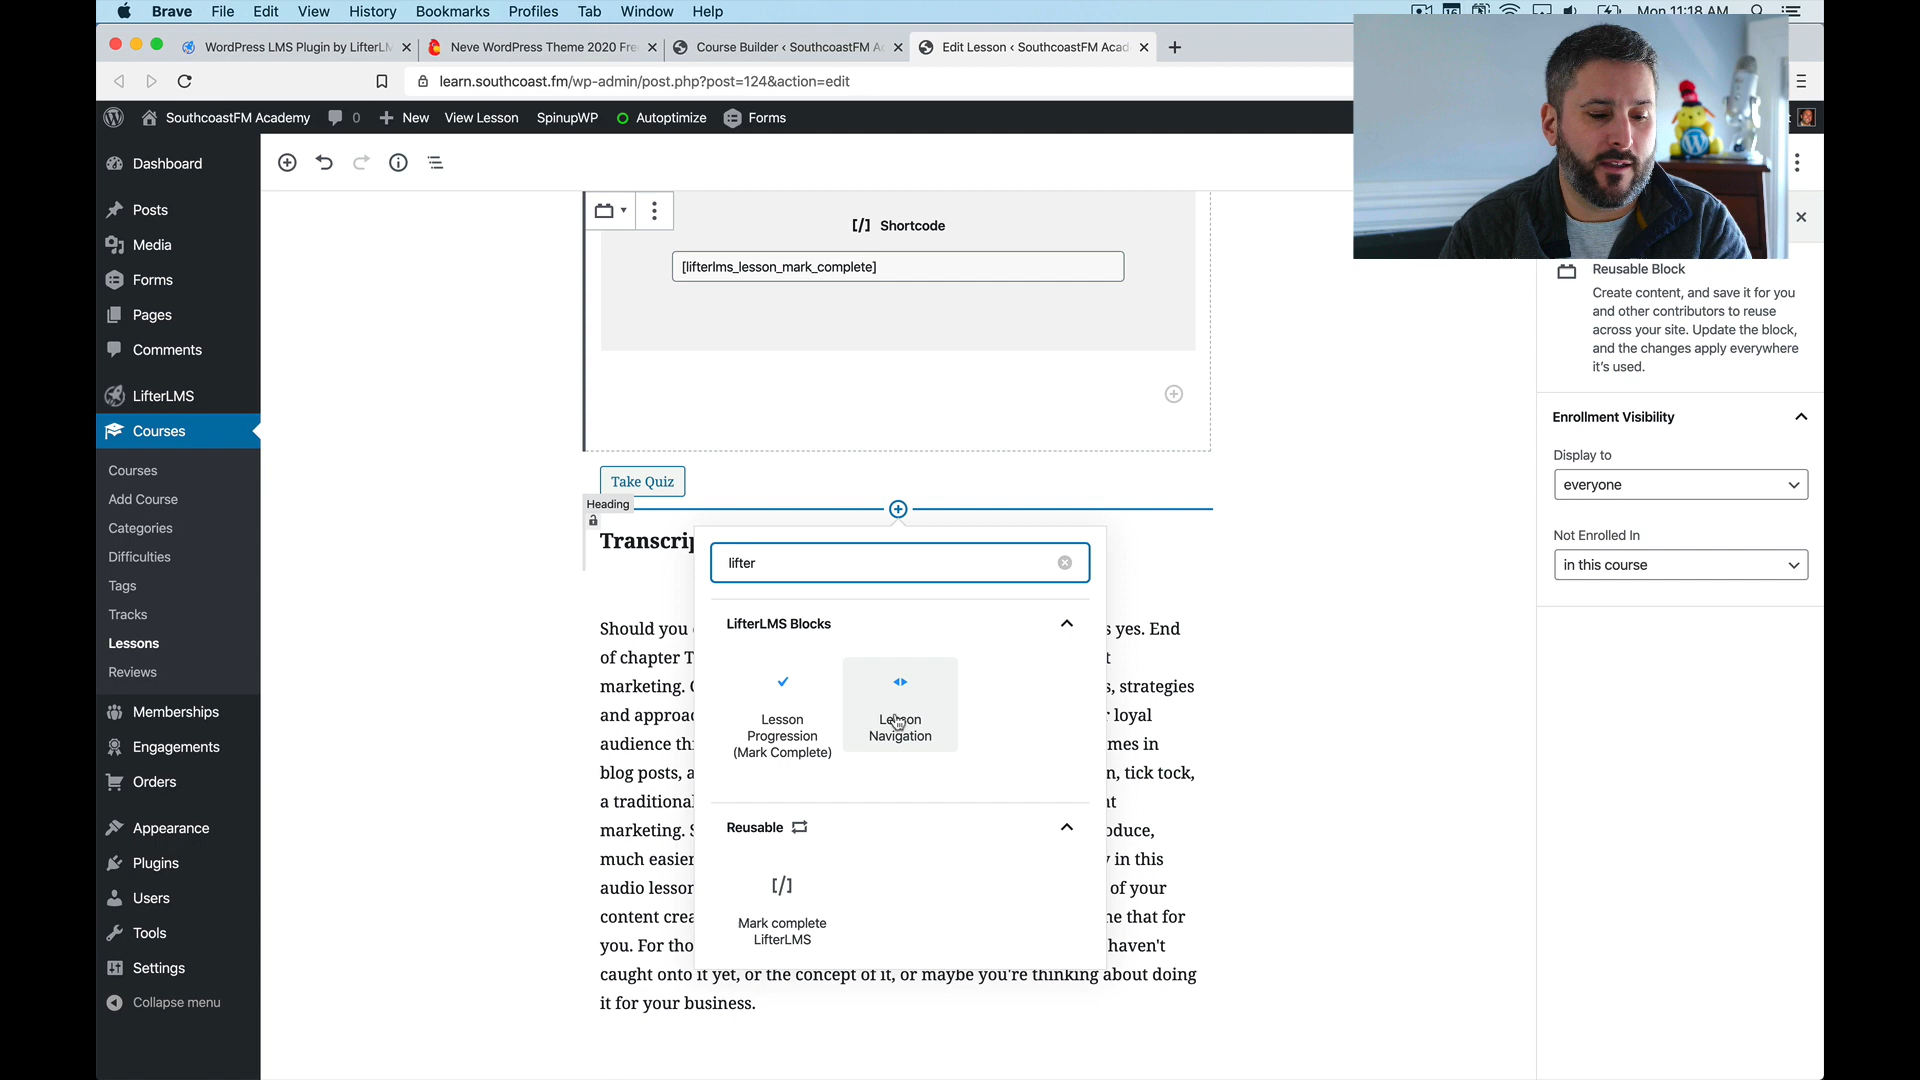 Brave File Edit View History Bookmarks Profiles Tab Window Help
Mon 11:18 AM
WordPress LMS Plugin by LifterLM
Neve WordPress Theme 2020 Fre
Course Builder < SouthcoastFM Ac
Edit Lesson < SouthcoastFM Acad
learn.southcoast.fm/wp-admin/post.php?post=124&action=edit
SouthcoastFM Academy 0 New View Lesson SpinupWP Autoptimize Forms
Dashboard
Posts
Media
Forms
Pages
Comments
LifterLMS
Courses
Courses
Add Course
Categories
Difficulties
Tags
Tracks
Lessons
Reviews
Memberships
Engagements
Orders
Appearance
Plugins
Users
Tools
Settings
Collapse menu
[/] Shortcode
[lifterlms_lesson_mark_complete]
Take Quiz
Heading
Transcrip
lifter
LifterLMS Blocks
Lesson
Progression
(Mark Complete)
Lesson
Navigation
Reusable
[/]
Mark complete
LifterLMS
Should you s yes. End
of chapter T t
marketing. s, strategies
and approac r loyal
audience th mes in
blog posts, a n, tick tock,
a traditional nt
marketing. S oduce,
much easier y in this
audio lesson of your
content crea ne that for
you. For tho haven't
caught onto it yet, or the concept of it, or maybe you're thinking about doing
it for your business.
Reusable Block
Create content, and save it for you
and other contributors to reuse
across your site. Update the block,
and the changes apply everywhere
it's used.
Enrollment Visibility
Display to
everyone
Not Enrolled In
in this course